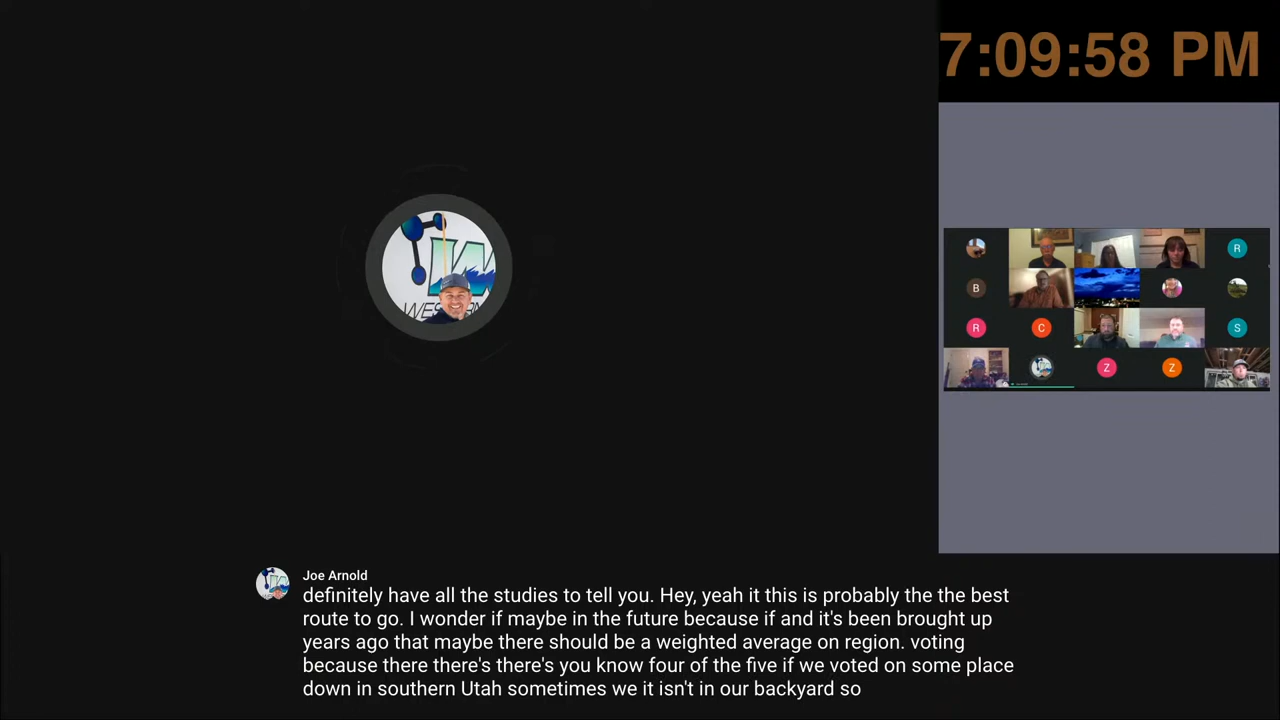 7:09:58 PM
W
WES
R
B
R
C
S
Z
Z
Joe Arnold
definitely have all the studies to tell you. Hey, yeah it this is probably the the best
route to go. I wonder if maybe in the future because if and it's been brought up
years ago that maybe there should be a weighted average on region. voting
because there there's there's you know four of the five if we voted on some place
down in southern Utah sometimes we it isn't in our backyard so